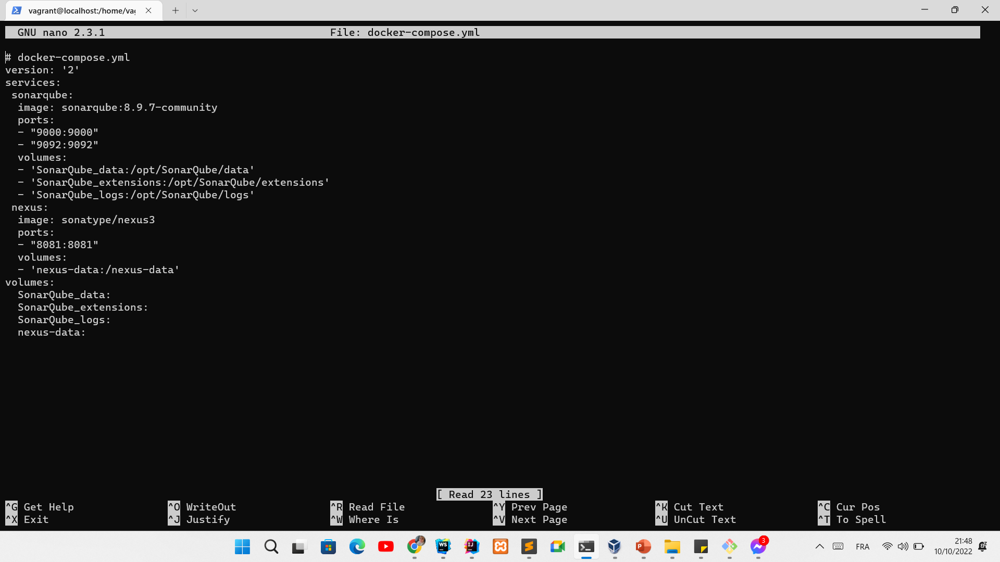 vagrant@localhost:/home/vag
GNU nano 2.3.1 File: docker-compose.yml
# docker-compose.yml
version: '2'
services:
 sonarqube:
  image: sonarqube:8.9.7-community
  ports:
  - "9000:9000"
  - "9092:9092"
  volumes:
  - 'SonarQube_data:/opt/SonarQube/data'
  - 'SonarQube_extensions:/opt/SonarQube/extensions'
  - 'SonarQube_logs:/opt/SonarQube/logs'
 nexus:
  image: sonatype/nexus3
  ports:
  - "8081:8081"
  volumes:
  - 'nexus-data:/nexus-data'
volumes:
  SonarQube_data:
  SonarQube_extensions:
  SonarQube_logs:
  nexus-data:
[ Read 23 lines ]
^G Get Help ^O WriteOut ^R Read File ^Y Prev Page ^K Cut Text ^C Cur Pos
^X Exit ^J Justify ^W Where Is ^V Next Page ^U UnCut Text ^T To Spell
WS IJ P 3 FRA 21:48
10/10/2022